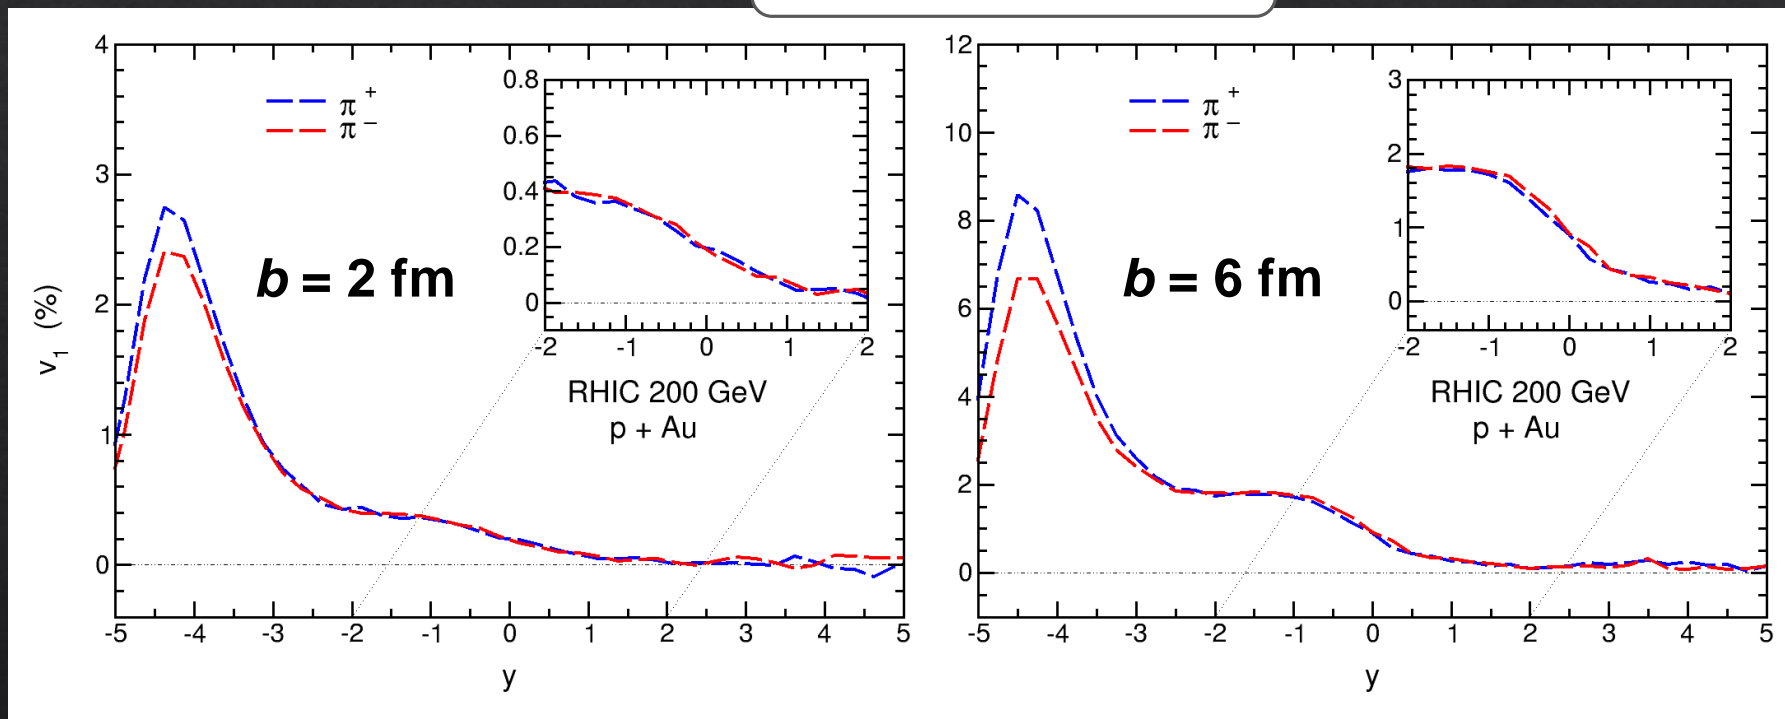 4
3
2
1
0
v₁ (%)
-5 -4 -3 -2 -1 0 1 2 3 4 5
y
π⁺
π⁻
b = 2 fm
0.8
0.6
0.4
0.2
0
-2 -1 0 1 2
RHIC 200 GeV
p + Au
12
10
8
6
4
2
0
-5 -4 -3 -2 -1 0 1 2 3 4 5
y
π⁺
π⁻
b = 6 fm
3
2
1
0
-2 -1 0 1 2
RHIC 200 GeV
p + Au